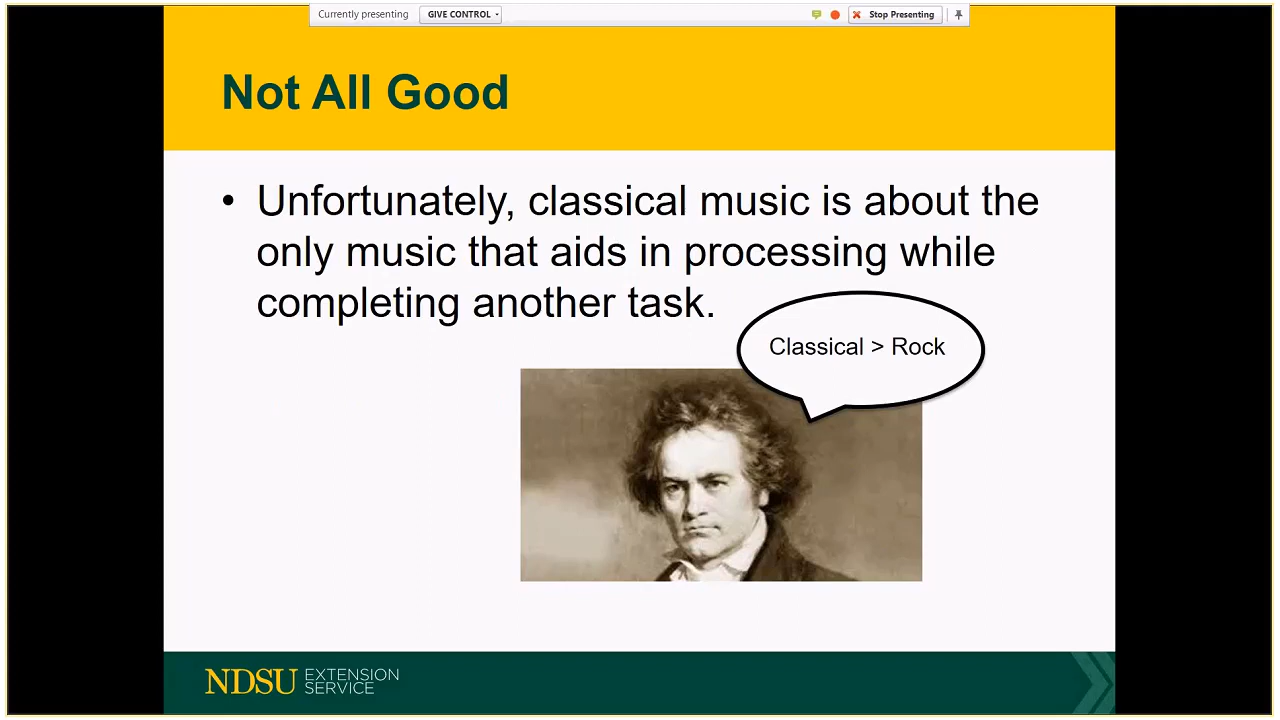 Currently presenting GIVE CONTROL Stop Presenting
Not All Good
• Unfortunately, classical music is about the
only music that aids in processing while
completing another task.
Classical > Rock
NDSU EXTENSION
SERVICE